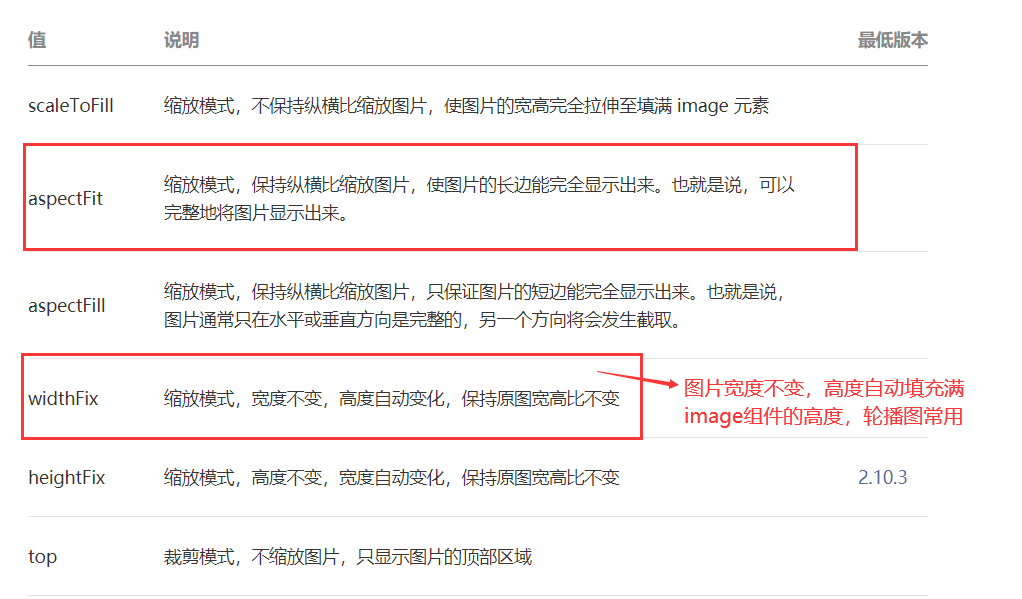 值 说明 最低版本
scaleToFill 缩放模式，不保持纵横比缩放图片，使图片的宽高完全拉伸至填满 image 元素
aspectFit 缩放模式，保持纵横比缩放图片，使图片的长边能完全显示出来。也就是说，可以
完整地将图片显示出来。
aspectFill 缩放模式，保持纵横比缩放图片，只保证图片的短边能完全显示出来。也就是说，
图片通常只在水平或垂直方向是完整的，另一个方向将会发生截取。
widthFix 缩放模式，宽度不变，高度自动变化，保持原图宽高比不变
图片宽度不变，高度自动填充满
image组件的高度，轮播图常用
heightFix 缩放模式，高度不变，宽度自动变化，保持原图宽高比不变 2.10.3
top 裁剪模式，不缩放图片，只显示图片的顶部区域